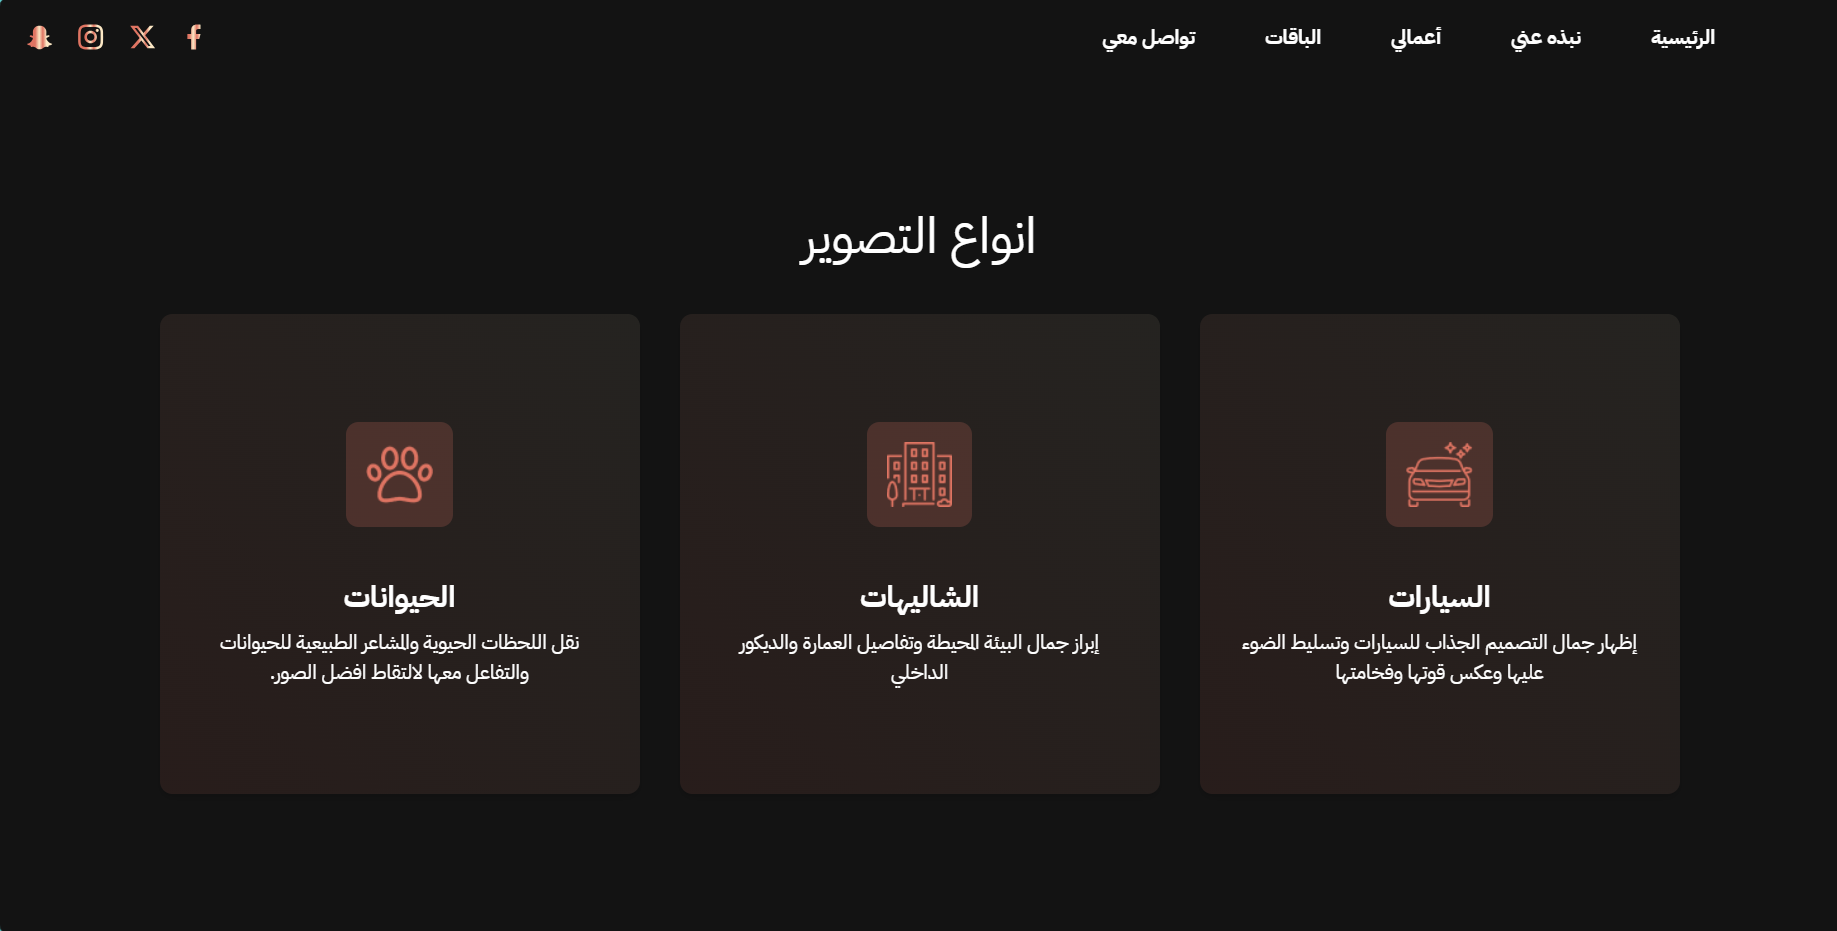 الرئيسية
نبذه عني
أعمالي
الباقات
تواصل معي
انواع التصوير
السيارات
إظهار جمال التصميم الجذاب للسيارات وتسليط الضوء
عليها وعكس قوتها وفخامتها
الشاليهات
إبراز جمال البيئة المحيطة وتفاصيل العمارة والديكور
الداخلي
الحيوانات
نقل اللحظات الحيوية والمشاعر الطبيعية للحيوانات
والتفاعل معها لالتقاط افضل الصور.